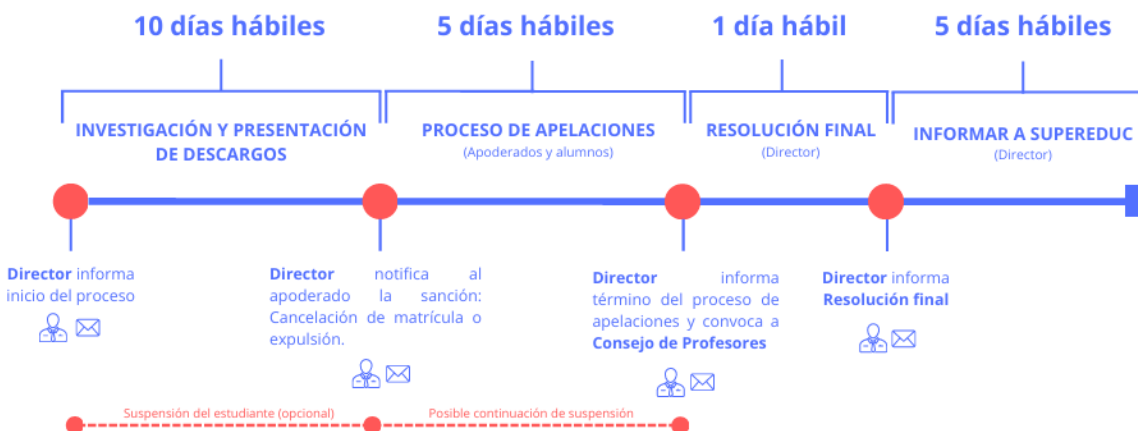 10 días hábiles
5 días hábiles
1 día hábil
5 días hábiles
INVESTIGACIÓN Y PRESENTACIÓN
DE DESCARGOS
PROCESO DE APELACIONES
(Apoderados y alumnos)
RESOLUCIÓN FINAL
(Director)
INFORMAR A SUPEREDUC
(Director)
Director informa
inicio del proceso
Director notifica al
apoderado la sanción:
Cancelación de matrícula o
expulsión.
Director informa
término del proceso de
apelaciones y convoca a
Consejo de Profesores
Director informa
Resolución final
Suspensión del estudiante (opcional)
Posible continuación de suspensión